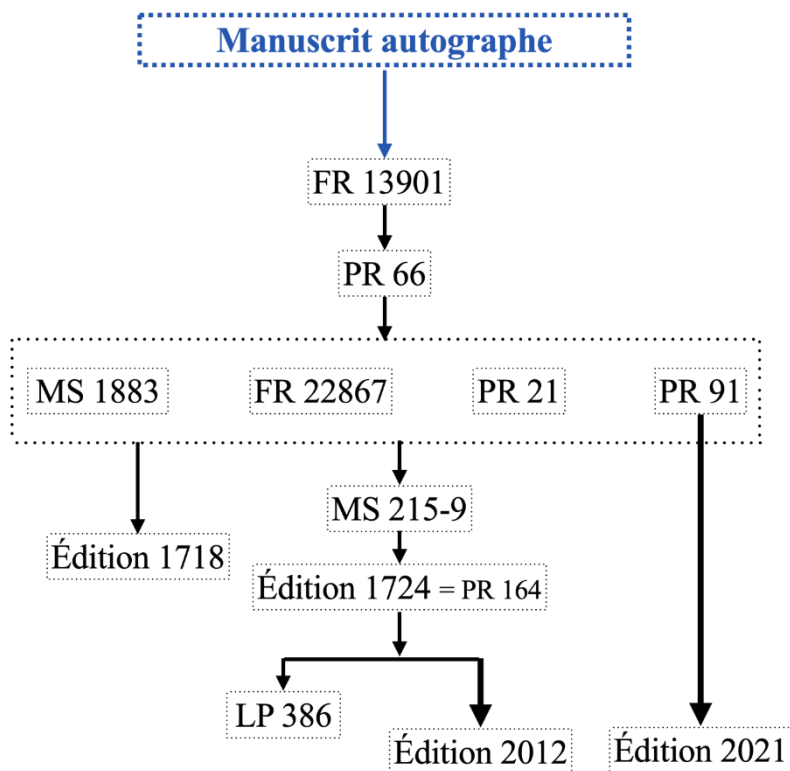 Manuscrit autographe
FR 13901
PR 66
MS 1883 FR 22867 PR 21 PR 91
MS 215-9
Édition 1718
Édition 1724 = PR 164
LP 386
Édition 2012 Édition 2021